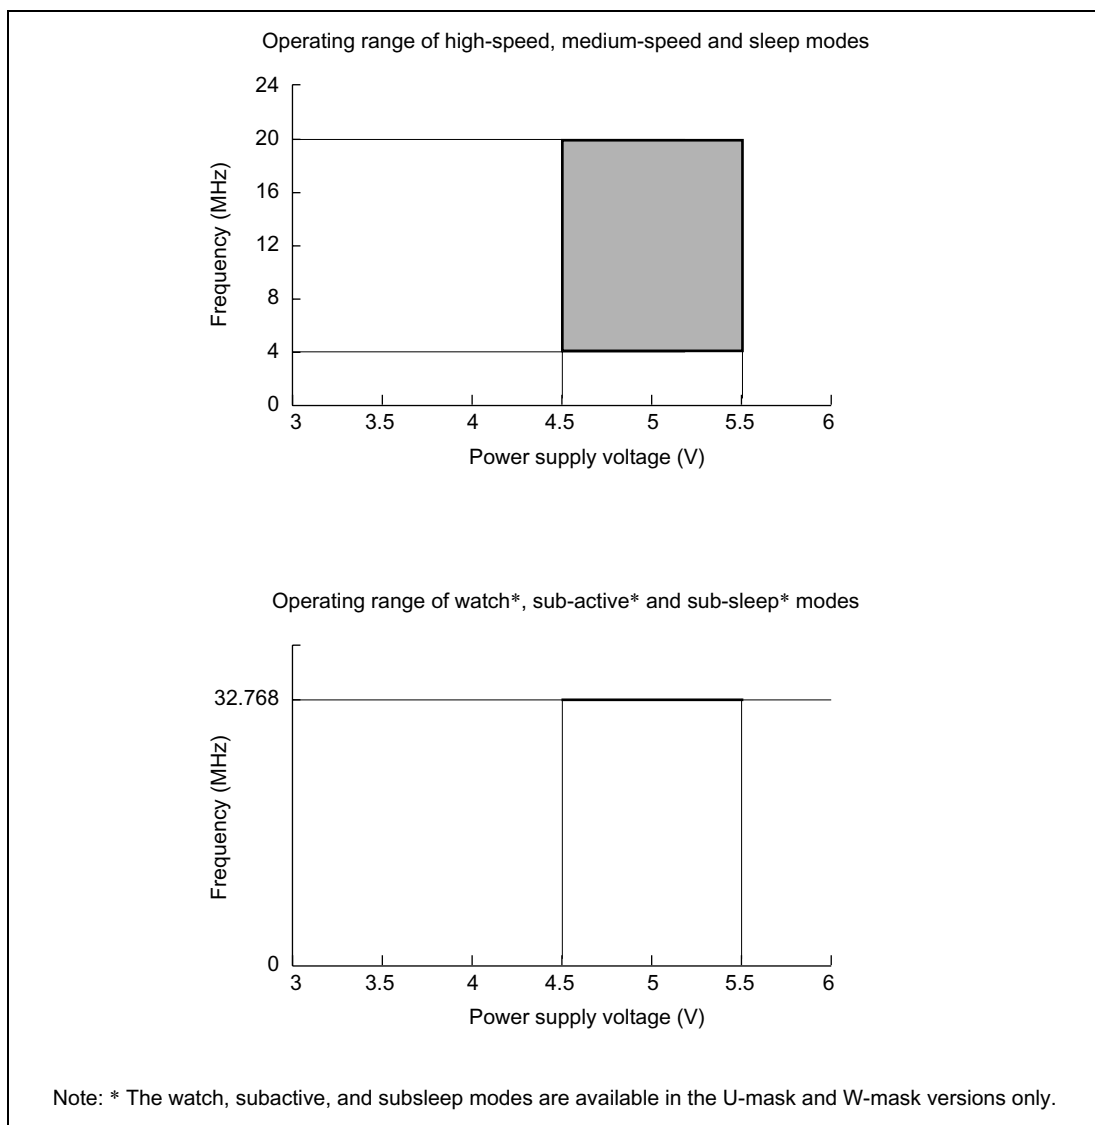 Operating range of high-speed, medium-speed and sleep modes
24
20
16
12
8
4
0
Frequency (MHz)
3 3.5 4 4.5 5 5.5 6
Power supply voltage (V)
Operating range of watch*, sub-active* and sub-sleep* modes
32.768
0
Frequency (MHz)
3 3.5 4 4.5 5 5.5 6
Power supply voltage (V)
Note: * The watch, subactive, and subsleep modes are available in the U-mask and W-mask versions only.